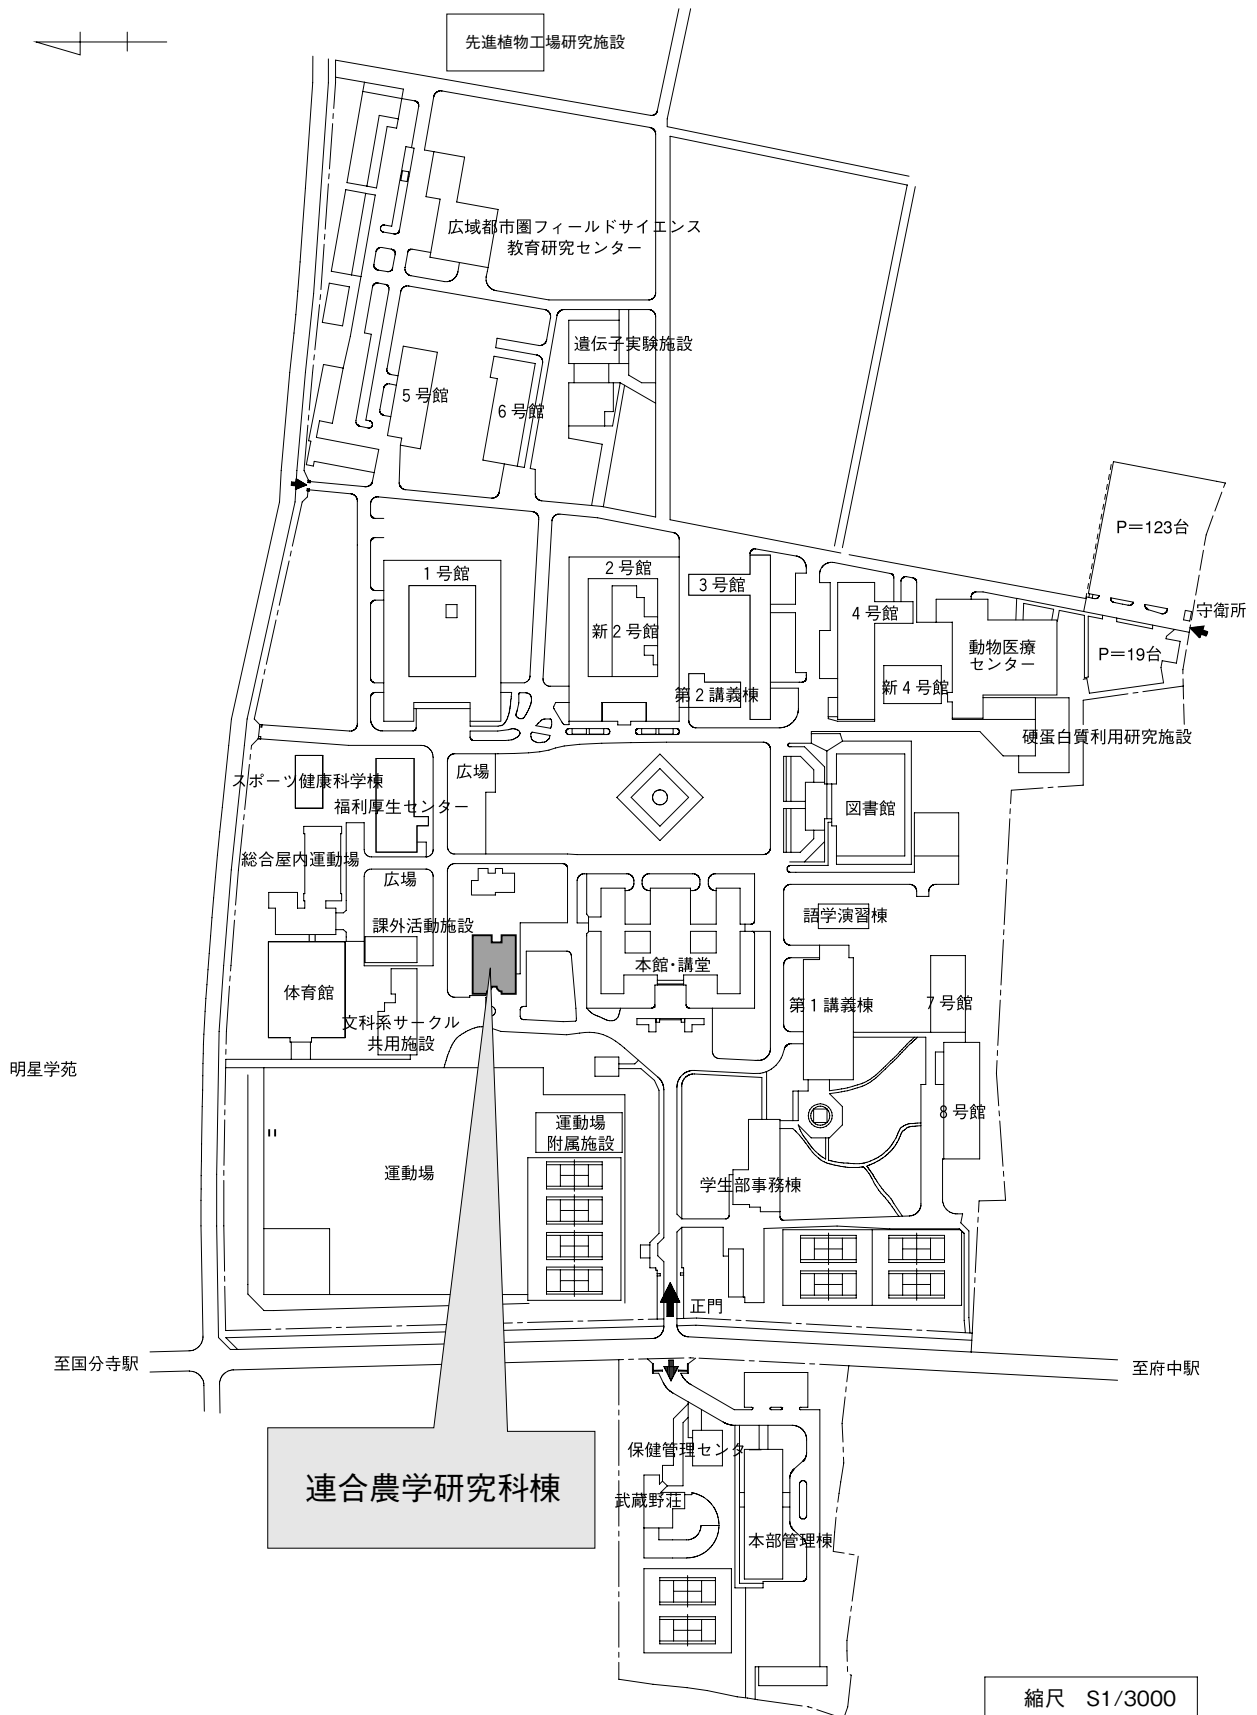 先進植物工場研究施設
広域都市圏フィールドサイエンス
教育研究センター
遺伝子実験施設
5号館
6号館
P＝123台
1号館
2号館
3号館
新2号館
4号館
守衛所
動物医療
センター
P＝19台
第2講義棟
新4号館
硬蛋白質利用研究施設
スポーツ健康科学棟
広場
福利厚生センター
図書館
総合屋内運動場
広場
課外活動施設
語学演習棟
本館・講堂
体育館
第1講義棟
7号館
文科系サークル
共用施設
明星学苑
8号館
運動場
附属施設
運動場
学生部事務棟
正門
至国分寺駅
至府中駅
保健管理センター
連合農学研究科棟
武蔵野荘
本部管理棟
縮尺　S1/3000